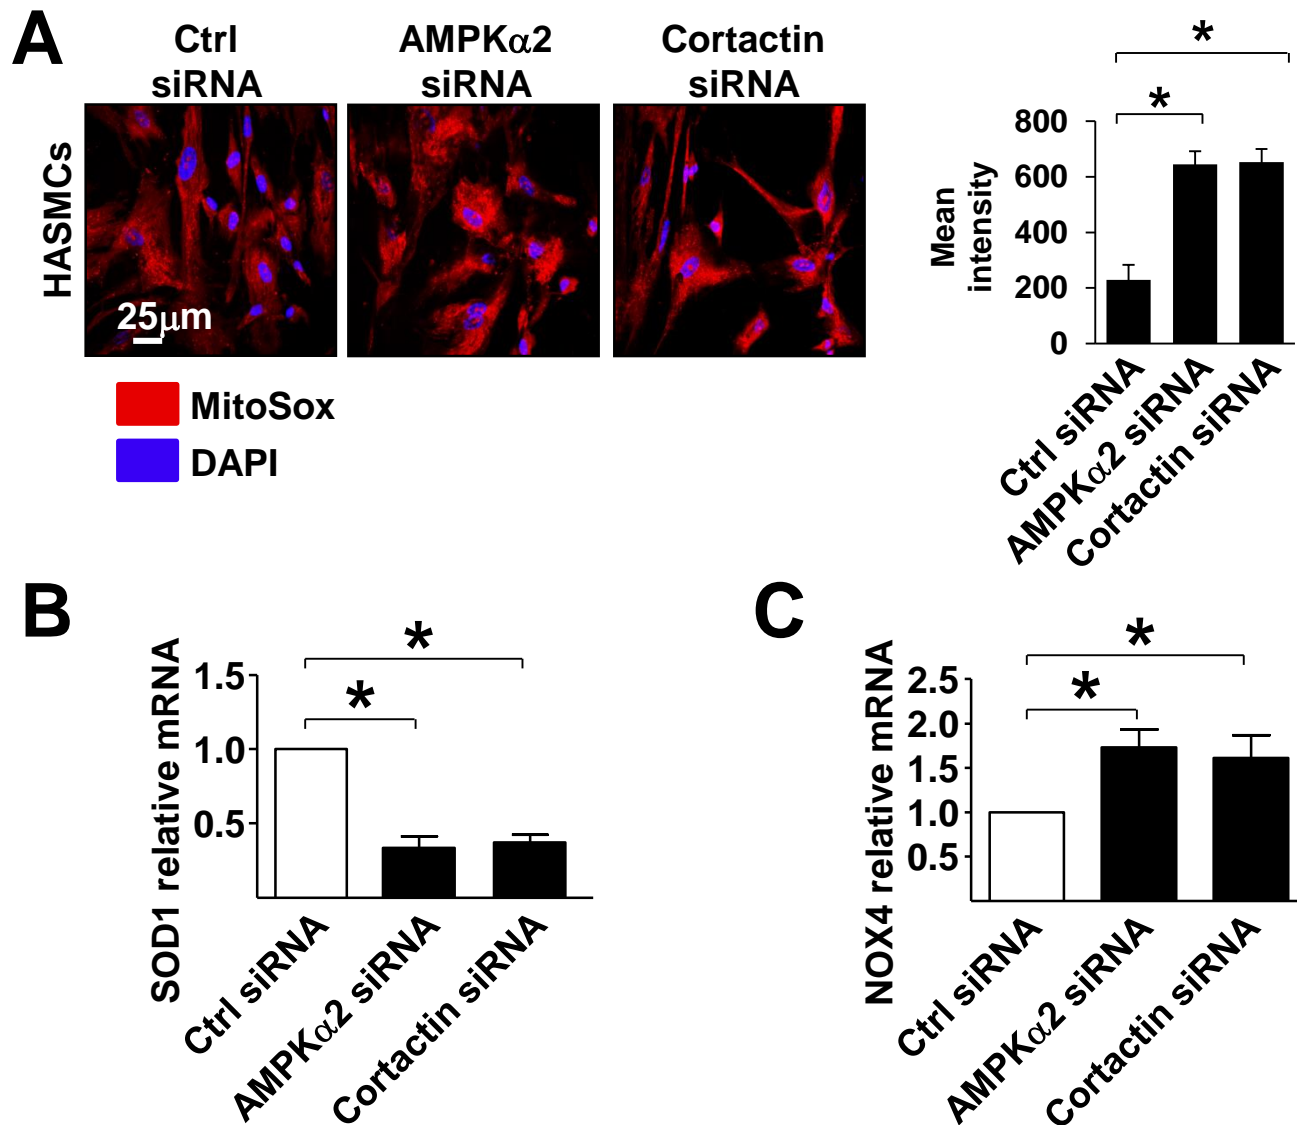 A
Ctrl
siRNA
AMPKα2
siRNA
Cortactin
siRNA
HASMCs
25μm
MitoSox
DAPI
*
*
Mean
intensity
800
600
400
200
0
Ctrl siRNA
AMPKα2 siRNA
Cortactin siRNA
B
*
*
SOD1 relative mRNA
1.5
1.0
0.5
Ctrl siRNA
AMPKα2 siRNA
Cortactin siRNA
C
*
*
NOX4 relative mRNA
2.5
2.0
1.5
1.0
0.5
Ctrl siRNA
AMPKα2 siRNA
Cortactin siRNA